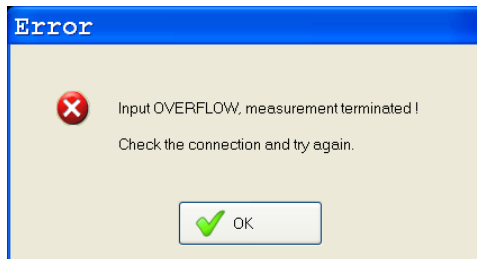 Error
Input OVERFLOW, measurement terminated !
Check the connection and try again.
OK